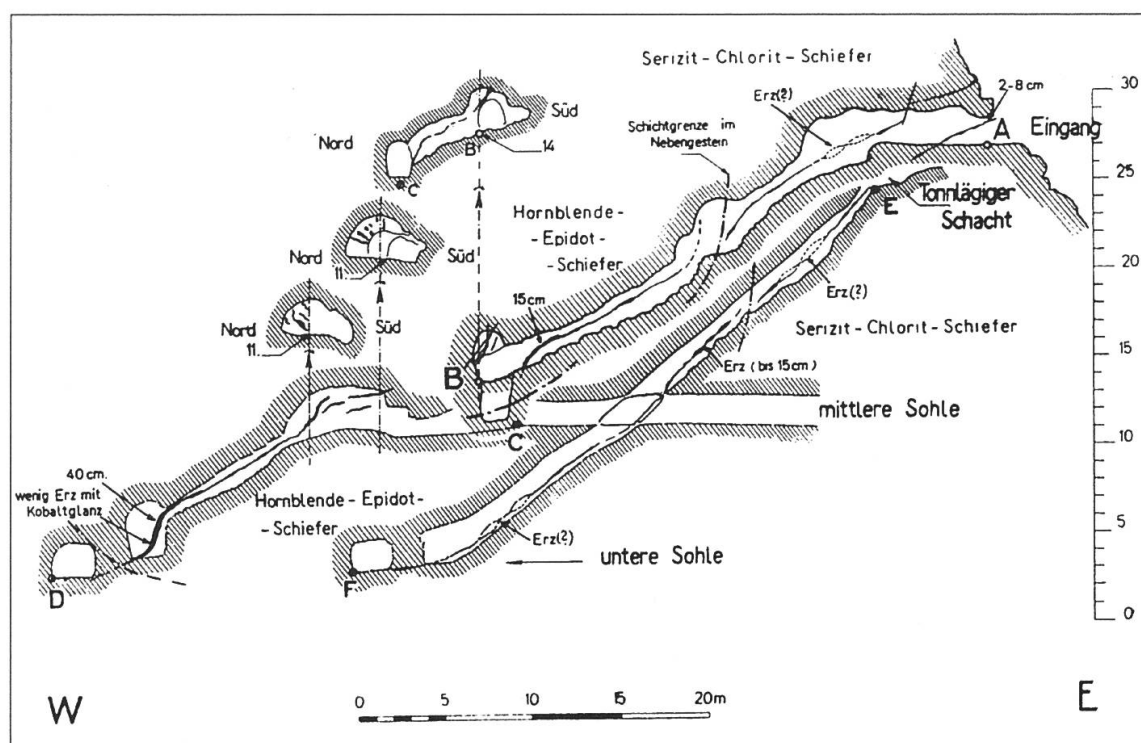 Serizit-Chlorit-Schiefer
2-8 cm
30
Erz(?)
Süd
Nord
Schichtgrenze im
Nebengestein
A
Eingang
B
14
C
25
E
Tonnlägiger
Schacht
Hornblende-
-Epidot-
-Schiefer
Nord
Süd
11
20
Erz(?)
Nord
Süd
11
15cm
Serizit-Chlorit-Schiefer
15
B
Erz (bis 15cm)
mittlere Sohle
C
10
40 cm.
wenig Erz mit
Kobaltglanz
Hornblende-Epidot-
-Schiefer
5
Erz(?)
untere Sohle
D
F
0
W
0 5 10 15 20m
E